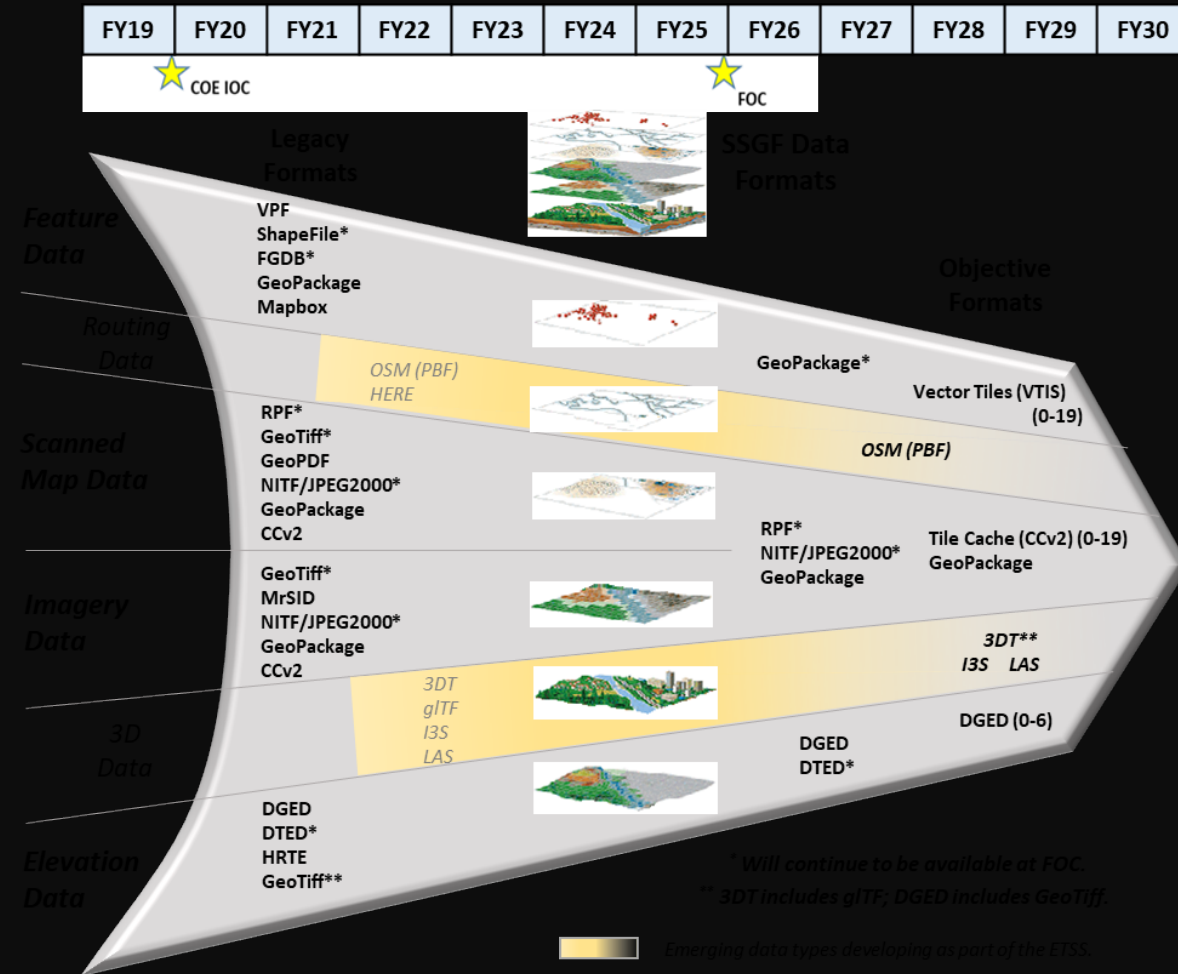 FY19 FY20 FY21 FY22 FY23 FY24 FY25 FY26 FY27 FY28 FY29 FY30
COE IOC
FOC
Legacy
Formats
SSGF Data
Formats
Objective
Formats
Feature
Data
VPF
ShapeFile*
FGDB*
GeoPackage
Mapbox
GeoPackage*
Vector Tiles (VTIS)
(0-19)
Routing
Data
OSM (PBF)
HERE
OSM (PBF)
Scanned
Map Data
RPF*
GeoTiff*
GeoPDF
NITF/JPEG2000*
GeoPackage
CCv2
RPF*
NITF/JPEG2000*
GeoPackage
Tile Cache (CCv2) (0-19)
GeoPackage
Imagery
Data
GeoTiff*
MrSID
NITF/JPEG2000*
GeoPackage
CCv2
3D
Data
3DT
glTF
I3S
LAS
3DT**
I3S LAS
Elevation
Data
DGED
DTED*
HRTE
GeoTiff**
DGED
DTED*
DGED (0-6)
* Will continue to be available at FOC.
** 3DT includes glTF; DGED includes GeoTiff.
Emerging data types developing as part of the ETSS.